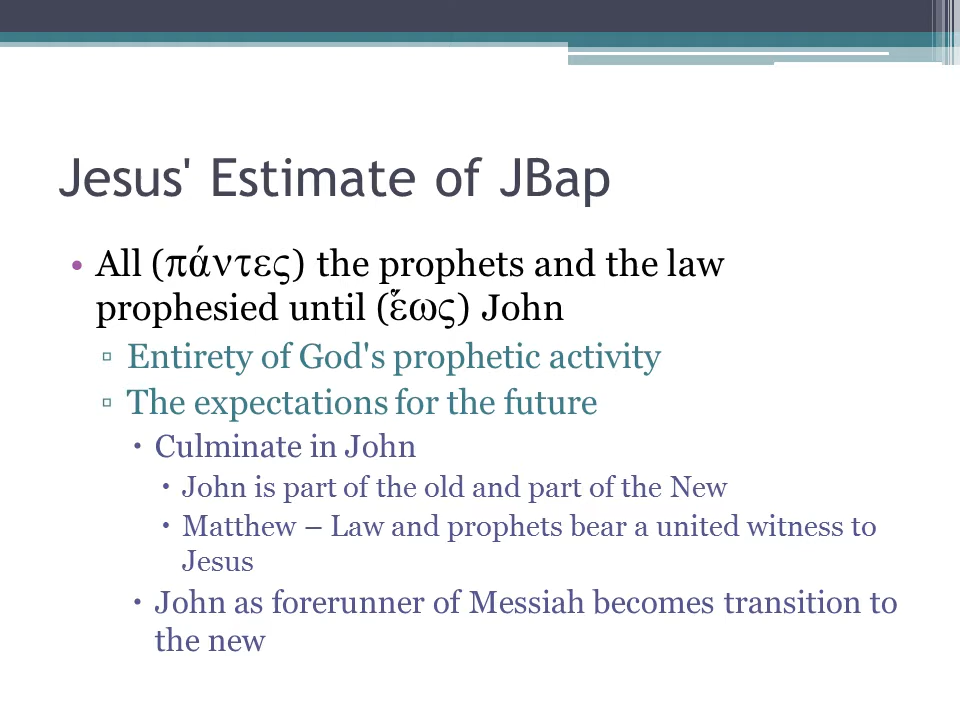 Jesus' Estimate of JBap
• All (πάντες) the prophets and the law
prophesied until (ἕως) John
▫ Entirety of God's prophetic activity
▫ The expectations for the future
▪ Culminate in John
▪ John is part of the old and part of the New
▪ Matthew – Law and prophets bear a united witness to
Jesus
▪ John as forerunner of Messiah becomes transition to
the new